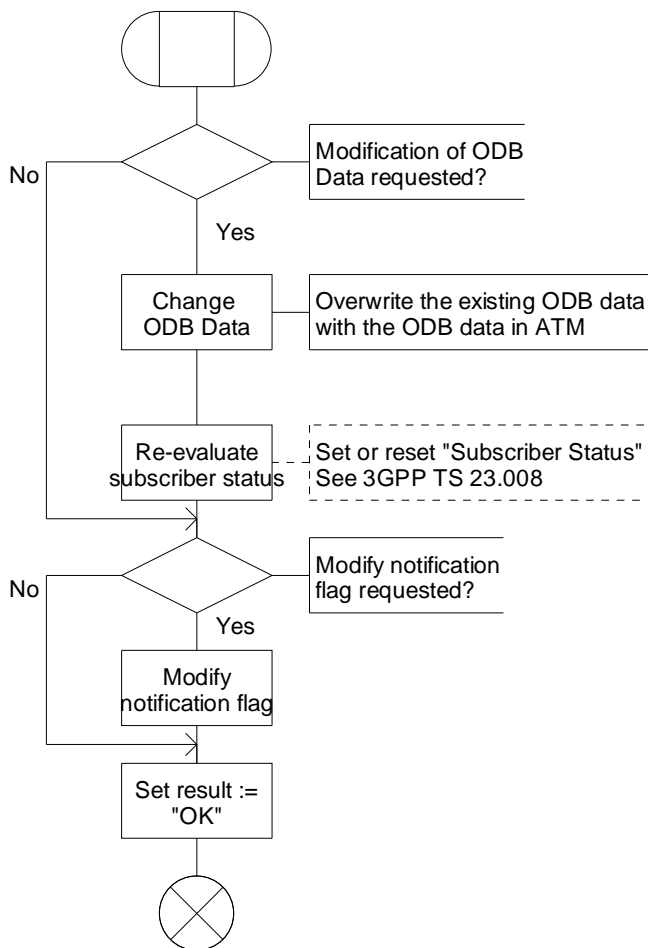 Modification of ODB
Data requested?
No
Yes
Change
ODB Data
Overwrite the existing ODB data
with the ODB data in ATM
Re-evaluate
subscriber status
Set or reset "Subscriber Status"
See 3GPP TS 23.008
Modify notification
flag requested?
No
Yes
Modify
notification flag
Set result :=
"OK"